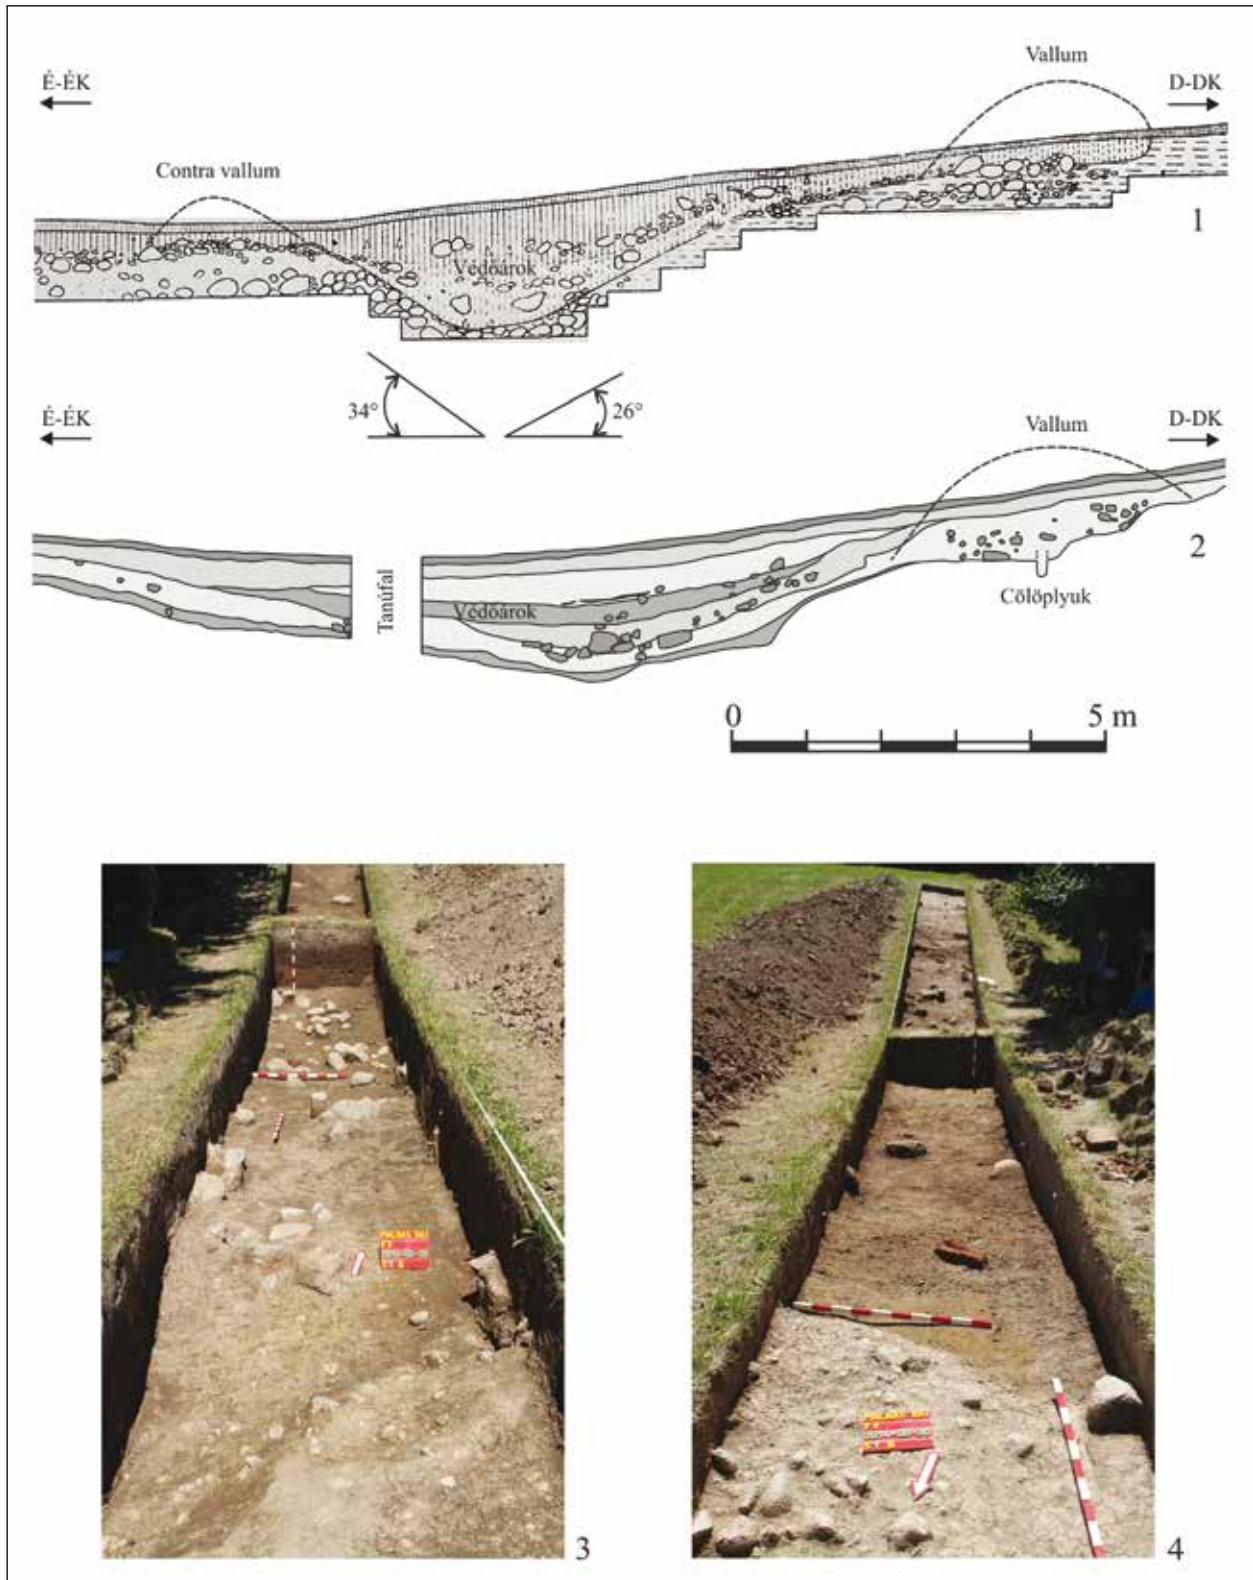 Vallum
É-ÉK
D-DK
Contra vallum
1
Védőárok
34°
26°
É-ÉK
D-DK
Vallum
2
Tanúfal
Védőárok
Cölöplyuk
0
5 m
3
4